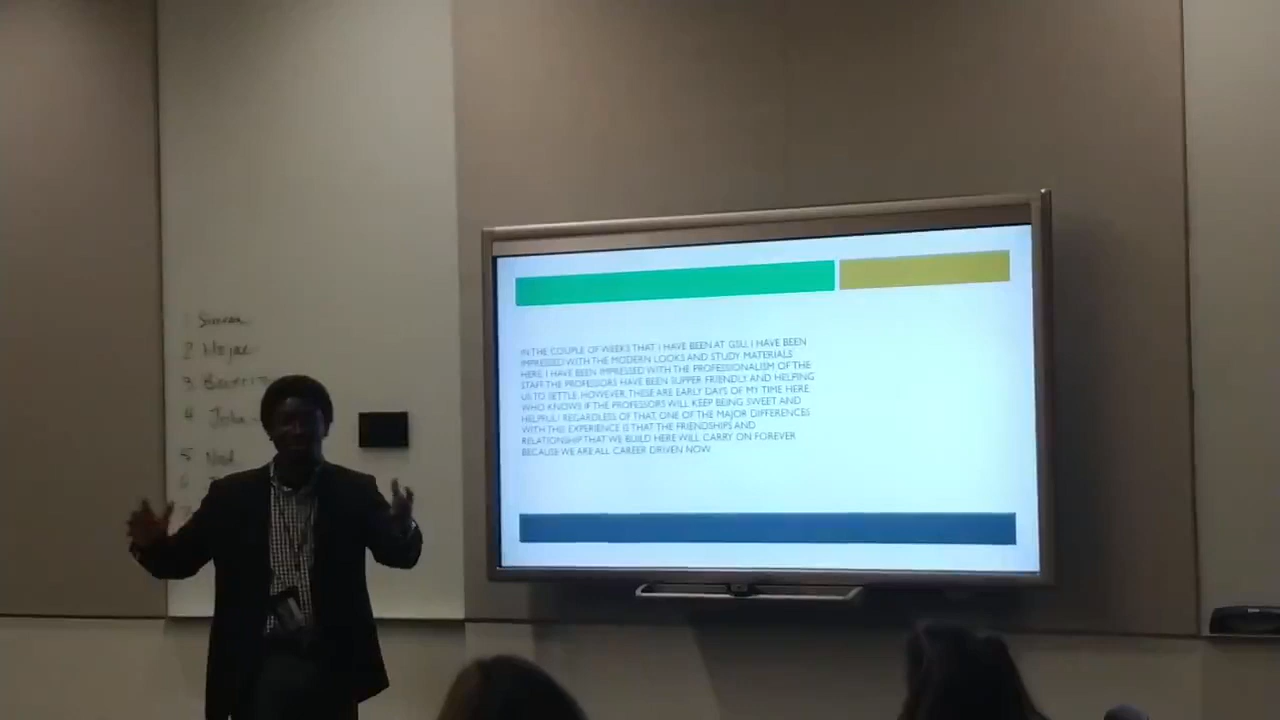 1 
2 
3 
4 Josh
5 Noel
6
IN THE COUPLE OF WEEKS THAT I HAVE BEEN AT GSU, I HAVE BEEN
IMPRESSED WITH THE MODERN LOOKS AND STUDY MATERIALS
HERE. I HAVE BEEN IMPRESSED WITH THE PROFESSIONALISM OF THE
STAFF. THE PROFESSORS HAVE BEEN SUPPER FRIENDLY AND HELPING
US TO SETTLE. HOWEVER, THESE ARE EARLY DAYS OF MY TIME HERE,
WHO KNOWS IF THE PROFESSORS WILL KEEP BEING SWEET AND
HELPFUL! REGARDLESS OF THAT, ONE OF THE MAJOR DIFFERENCES
WITH THIS EXPERIENCE IS THAT THE FRIENDSHIPS AND
RELATIONSHIP THAT WE BUILD HERE WILL CARRY ON FOREVER
BECAUSE WE ARE ALL CAREER DRIVEN NOW